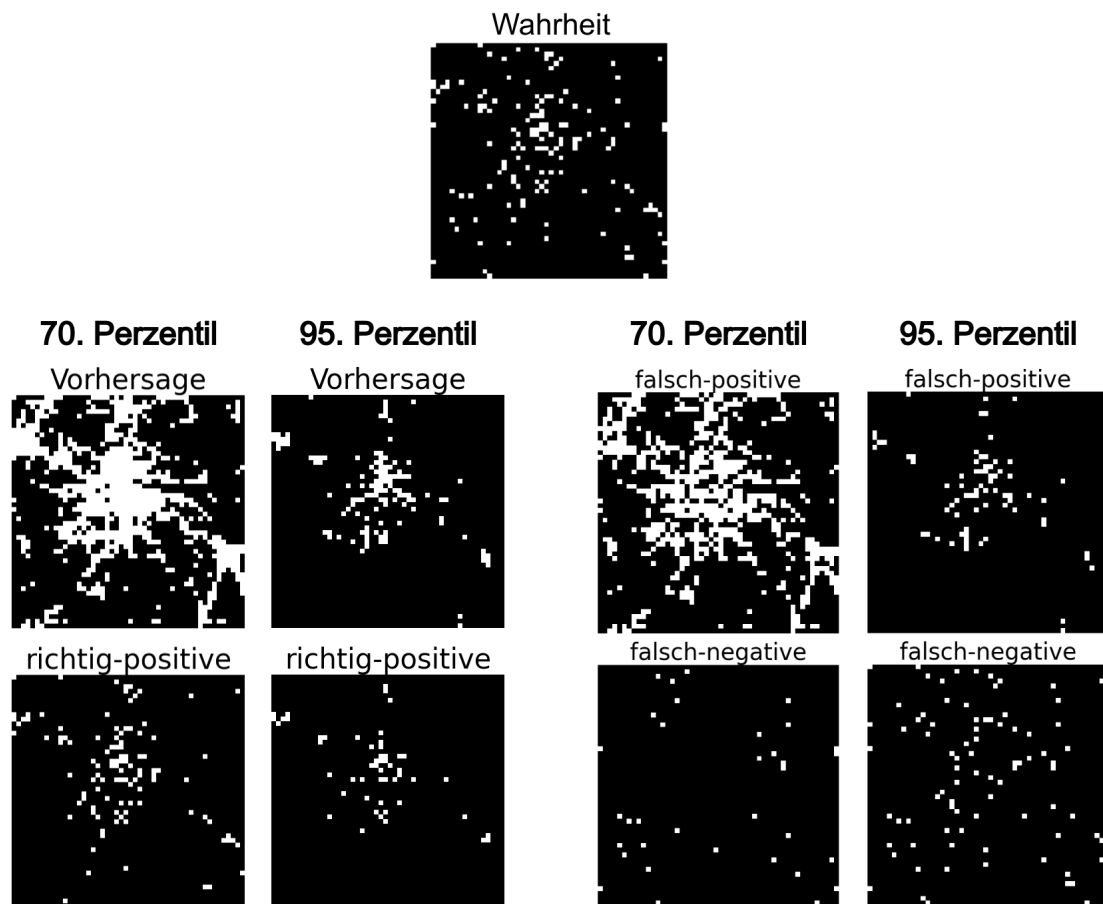 Wahrheit
70. Perzentil 95. Perzentil 70. Perzentil 95. Perzentil
Vorhersage Vorhersage falsch-positive falsch-positive
richtig-positive richtig-positive falsch-negative falsch-negative